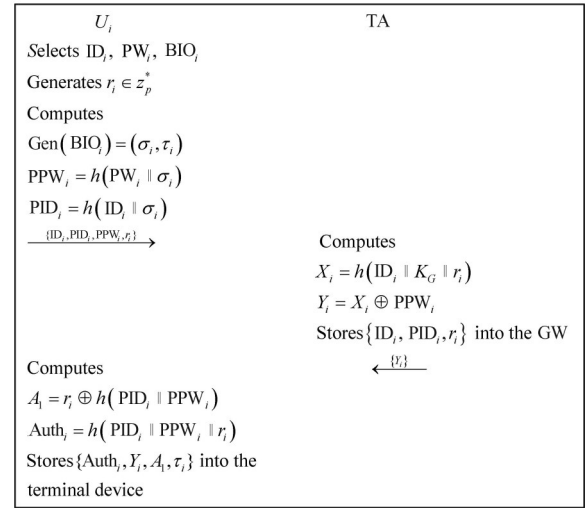 U_i TA
Selects ID_i, PW_i, BIO_i
Generates r_i ∈ z_p^*
Computes
Gen(BIO_i) = (σ_i, τ_i)
PPW_i = h(PW_i ∥ σ_i)
PID_i = h(ID_i ∥ σ_i)
{ID_i, PID_i, PPW_i, r_i}
Computes
X_i = h(ID_i ∥ K_G ∥ r_i)
Y_i = X_i ⊕ PPW_i
Stores{ID_i, PID_i, r_i} into the GW
{Y_i}
Computes
A_1 = r_i ⊕ h(PID_i ∥ PPW_i)
Auth_i = h(PID_i ∥ PPW_i ∥ r_i)
Stores{Auth_i, Y_i, A_1, τ_i} into the
terminal device